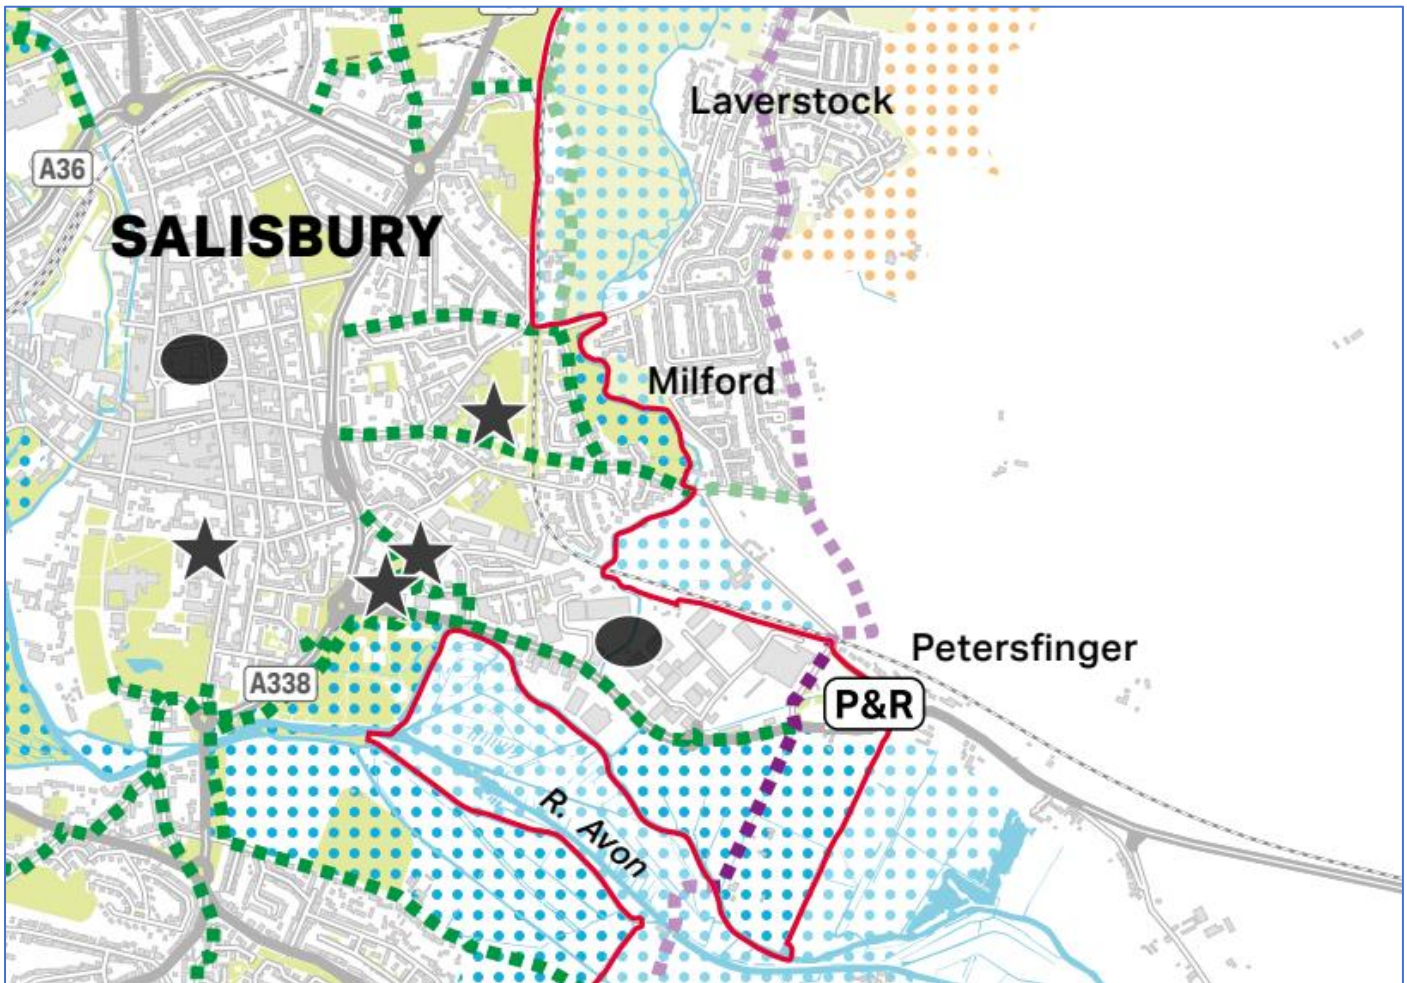 Laverstock
A36
SALISBURY
Milford
Petersfinger
A338
P&R
R. Avon